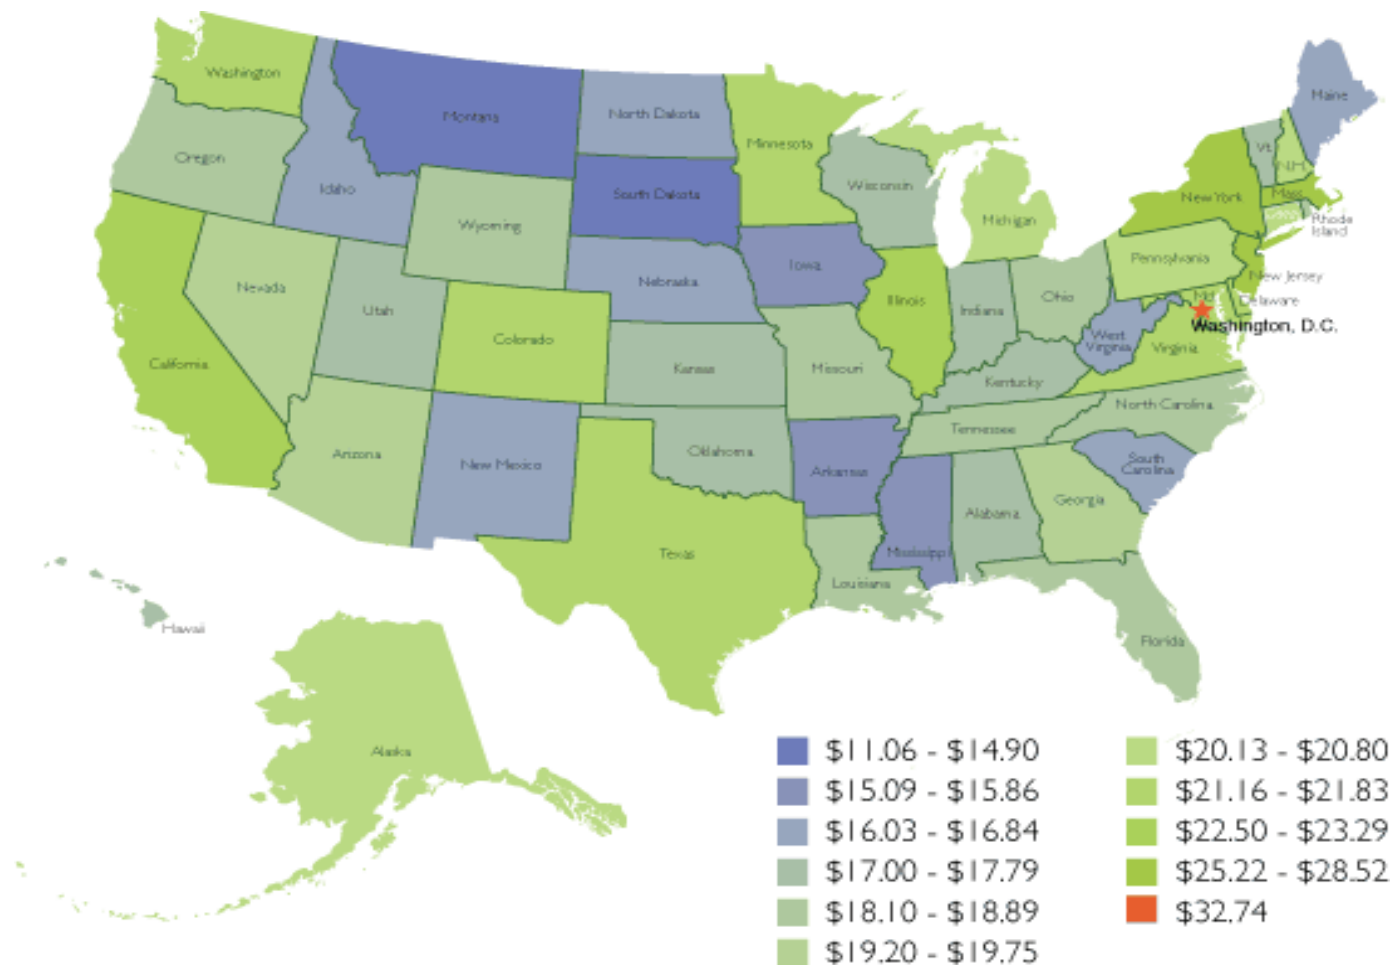 Washington
Montana
North Dakota
Minnesota
Maine
Oregon
Idaho
South Dakota
Wisconsin
Michigan
Vt.
N.H.
New York
Mass.
Rhode
Island
Wyoming
Nebraska
Iowa
Pennsylvania
New Jersey
Nevada
Utah
Colorado
Kansas
Illinois
Indiana
Ohio
Md.
Delaware
Washington, D.C.
West
Virginia
Virginia
California
Missouri
Kentucky
North Carolina
Arizona
New Mexico
Oklahoma
Arkansas
Tennessee
South
Carolina
Texas
Mississippi
Alabama
Georgia
Louisiana
Florida
Hawaii
Alaska
$11.06 - $14.90
$15.09 - $15.86
$16.03 - $16.84
$17.00 - $17.79
$18.10 - $18.89
$19.20 - $19.75
$20.13 - $20.80
$21.16 - $21.83
$22.50 - $23.29
$25.22 - $28.52
$32.74